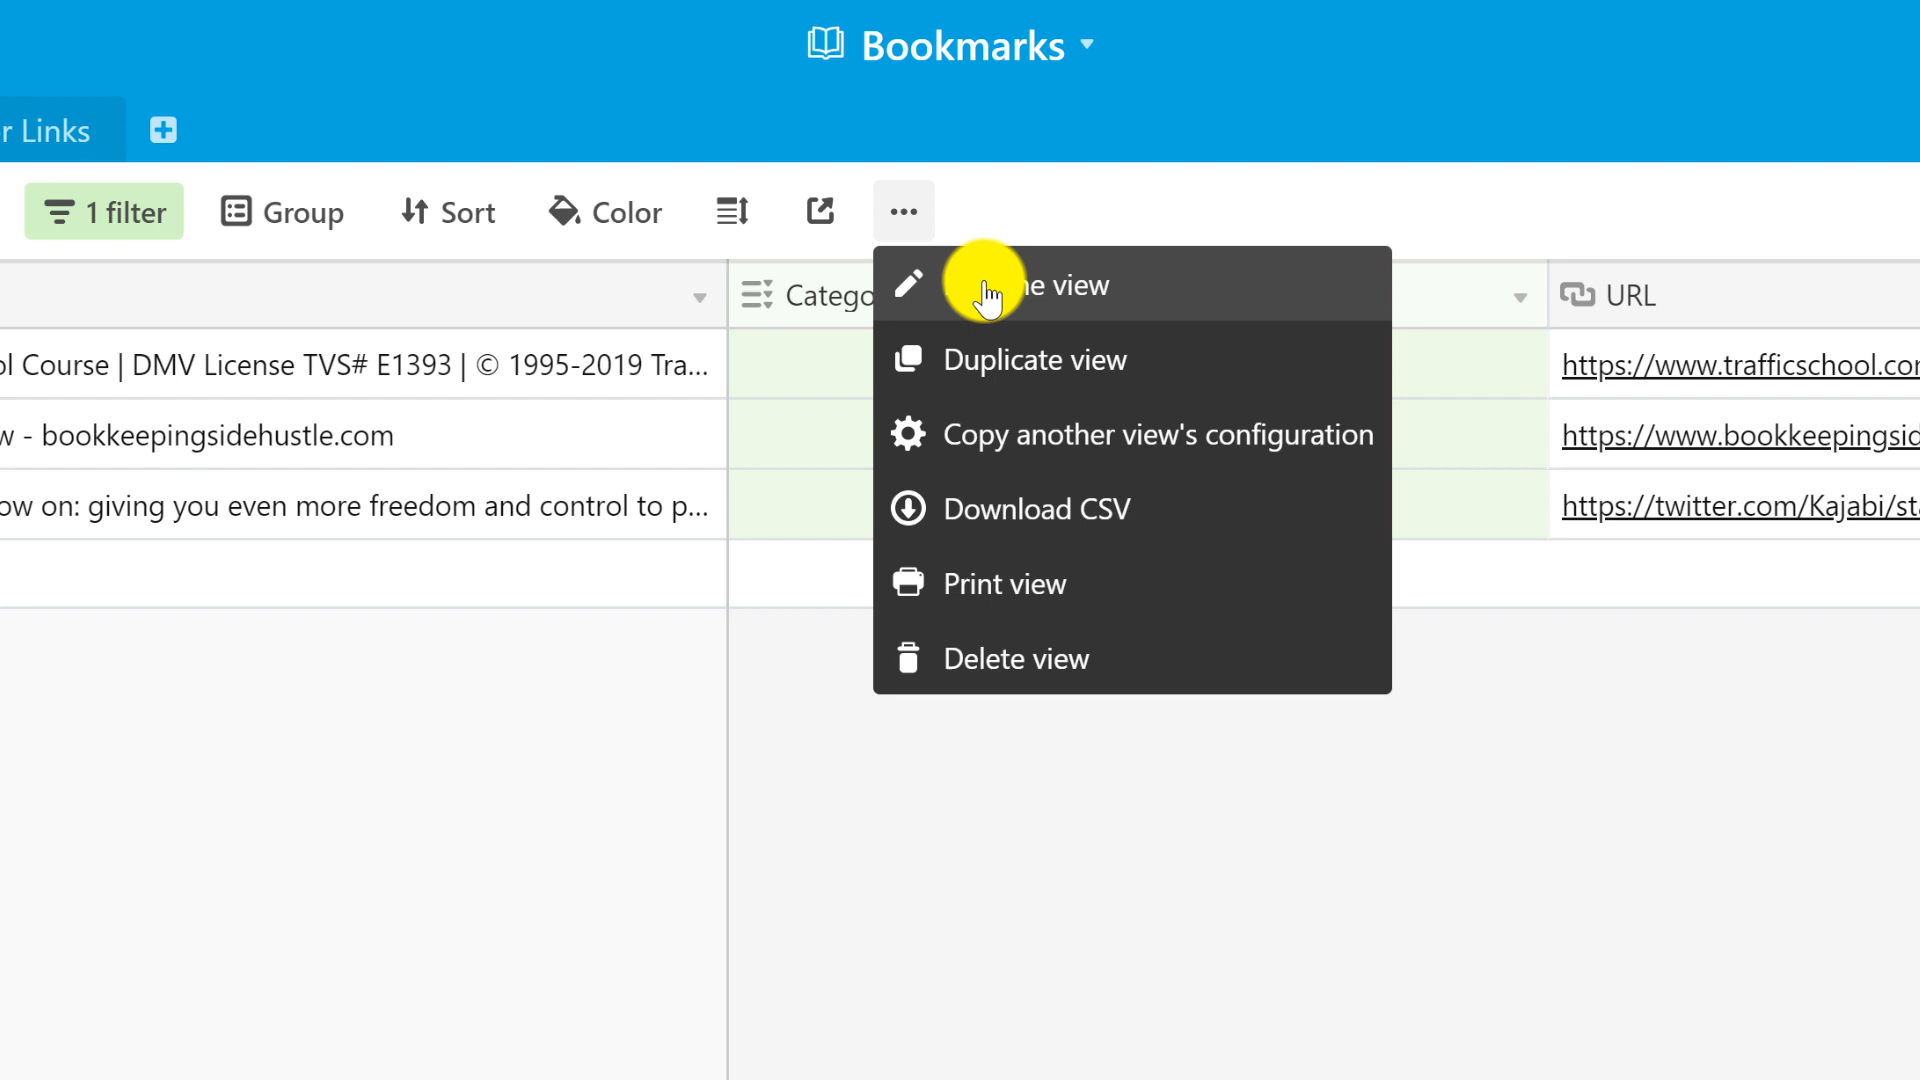 Bookmarks
r Links
1 filter Group Sort Color
Catego URL
ol Course | DMV License TVS# E1393 | © 1995-2019 Tra... https://www.trafficschool.cor
w - bookkeepingsidehustle.com https://www.bookkeepingsid
ow on: giving you even more freedom and control to p... https://twitter.com/Kajabi/sta
view
Duplicate view
Copy another view's configuration
Download CSV
Print view
Delete view